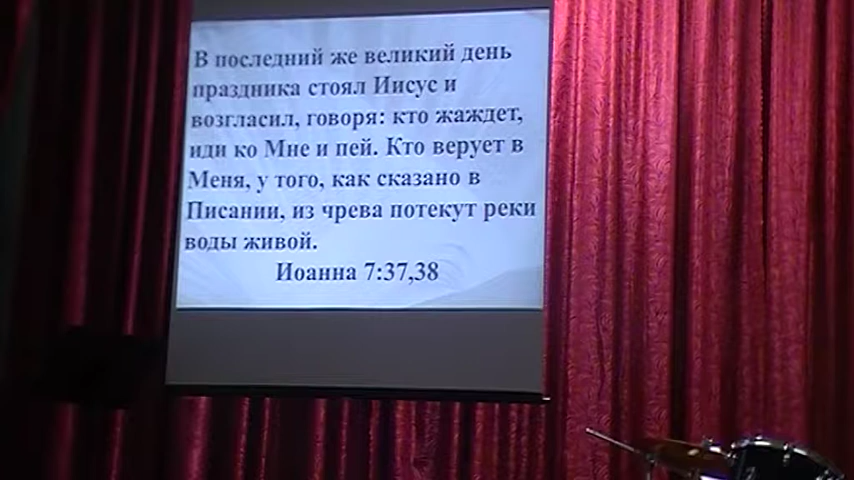 В последний же великий день
праздника стоял Иисус и
возгласил, говоря: кто жаждет,
иди ко Мне и пей. Кто верует в
Меня, у того, как сказано в
Писании, из чрева потекут реки
воды живой.
Иоанна 7:37,38